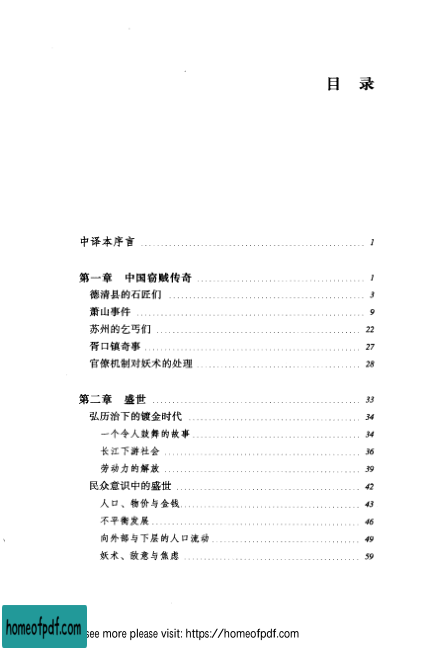 目 录
中译本序言 1
第一章 中国窃贼传奇 1
德清县的石匠们 3
萧山事件 9
苏州的乞丐们 22
胥口镇奇事 27
官僚机制对妖术的处理 28
第二章 盛世 33
弘历治下的镀金时代 34
一个令人鼓舞的故事 34
长江下游社会 36
劳动力的解放 39
民众意识中的盛世 42
人口、物价与金钱 43
不平衡发展 46
向外部与下层的人口流动 49
妖术、敌意与焦虑 59
homeofpdf.com see more please visit: https://homeofpdf.com